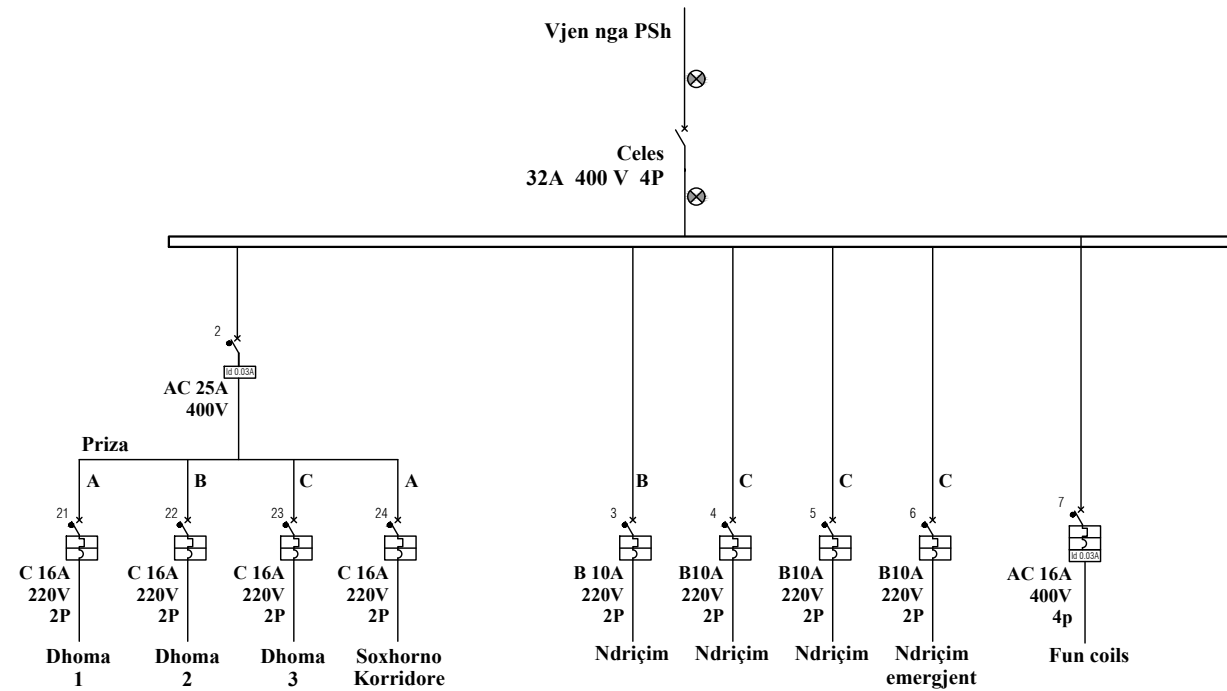 Vjen nga PSh
Celes
32A 400 V 4P
2
Id 0.03A
AC 25A
400V
Priza
A
B
C
A
21
22
23
24
C 16A
220V
2P
C 16A
220V
2P
C 16A
220V
2P
C 16A
220V
2P
Dhoma
1
Dhoma
2
Dhoma
3
Soxhorno
Korridore
B
C
C
C
3
4
5
6
B 10A
220V
2P
B10A
220V
2P
B10A
220V
2P
B10A
220V
2P
Ndriçim
Ndriçim
Ndriçim
Ndriçim
emergjent
7
Id 0.03A
AC 16A
400V
4p
Fun coils